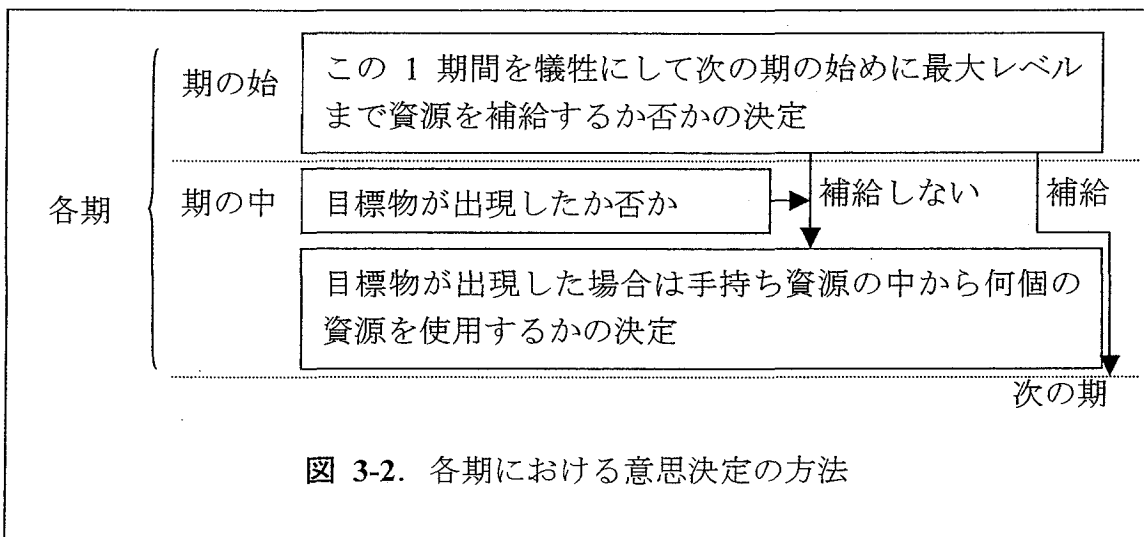 期の始
この 1 期間を犠牲にして次の期の始めに最大レベル
まで資源を補給するか否かの決定
各期
期の中
目標物が出現したか否か
補給しない
補給
目標物が出現した場合は手持ち資源の中から何個の
資源を使用するかの決定
次の期
図 3-2. 各期における意思決定の方法